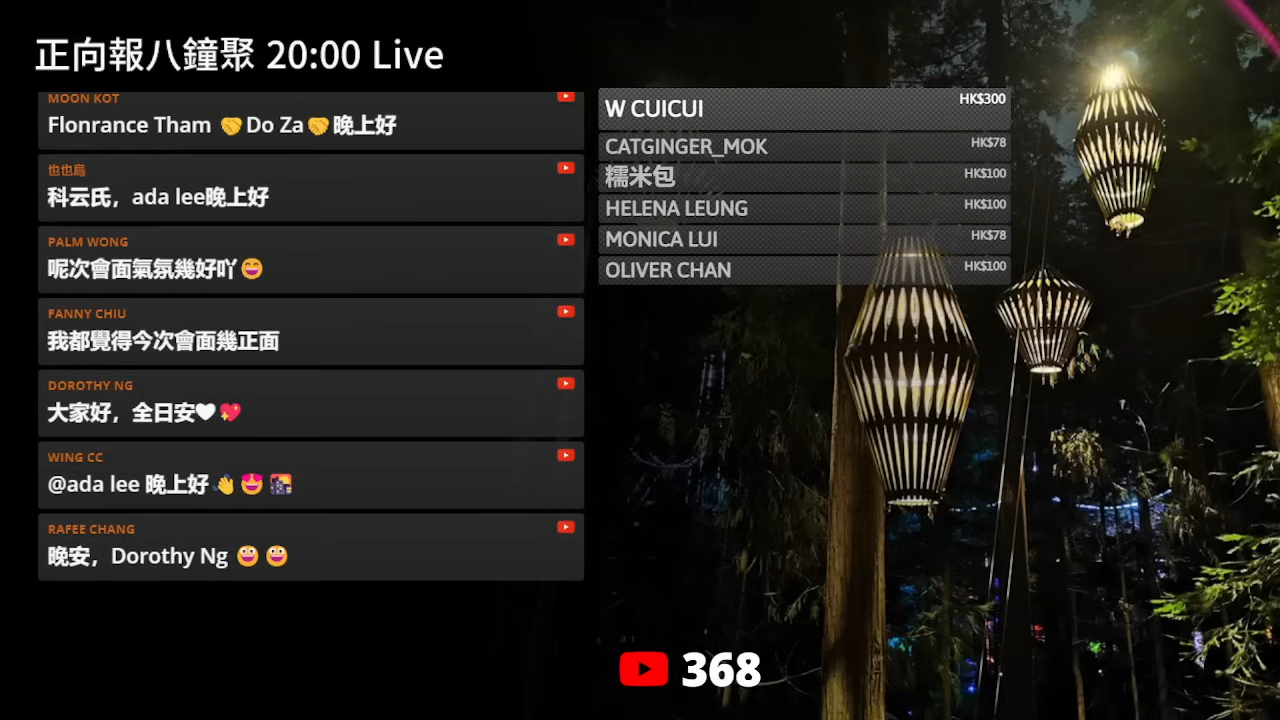 正向報八鐘聚 20:00 Live
MOON KOT
Flonrance Tham 🤝Do Za🤝晚上好
也也烏
科云氏，ada lee晚上好
PALM WONG
呢次會面氣氛幾好吖😄
FANNY CHIU
我都覺得今次會面幾正面
DOROTHY NG
大家好，全日安🤍💖
WING CC
@ada lee 晚上好👋😍🌇
RAFEE CHANG
晚安，Dorothy Ng 😀😀
W CUICUI HK$300
CATGINGER_MOK HK$78
糯米包 HK$100
HELENA LEUNG HK$100
MONICA LUI HK$78
OLIVER CHAN HK$100
368